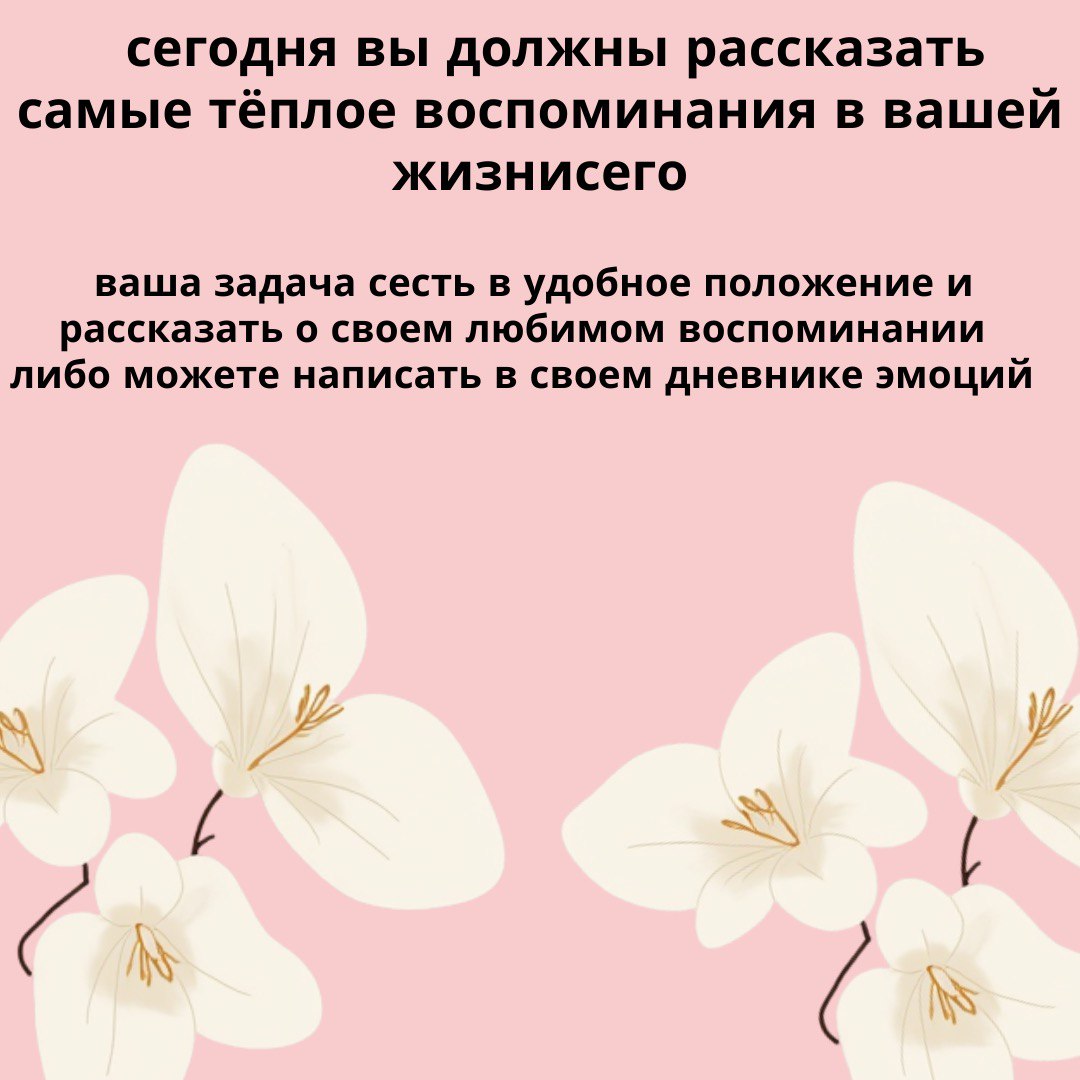 сегодня вы должны рассказать
самые тёплое воспоминания в вашей
жизнисего
ваша задача сесть в удобное положение и
рассказать о своем любимом воспоминании
либо можете написать в своем дневнике эмоций